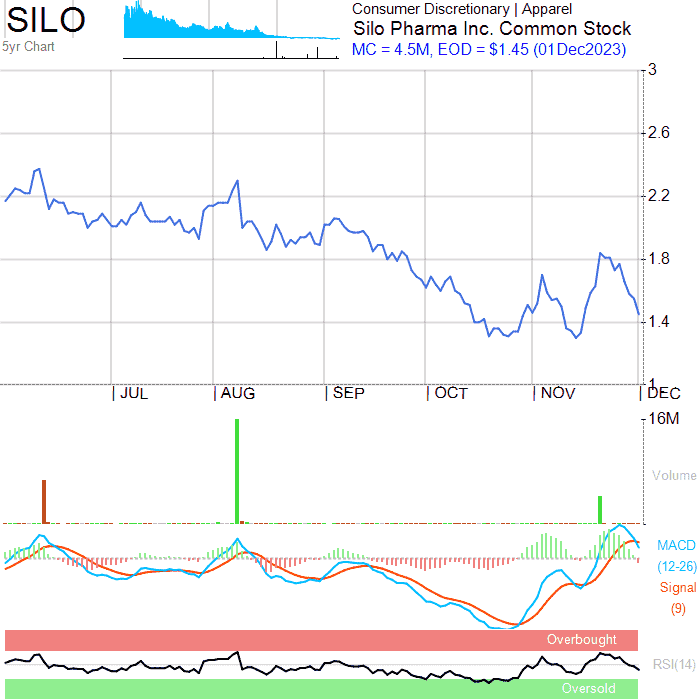 SILO
5yr Chart
Consumer Discretionary | Apparel
Silo Pharma Inc. Common Stock
MC = 4.5M, EOD = $1.45 (01Dec2023)
3
2.6
2.2
1.8
1.4
1
JUL
AUG
SEP
OCT
NOV
DEC
16M
Volume
MACD
(12-26)
Signal
(9)
Overbought
RSI(14)
Oversold